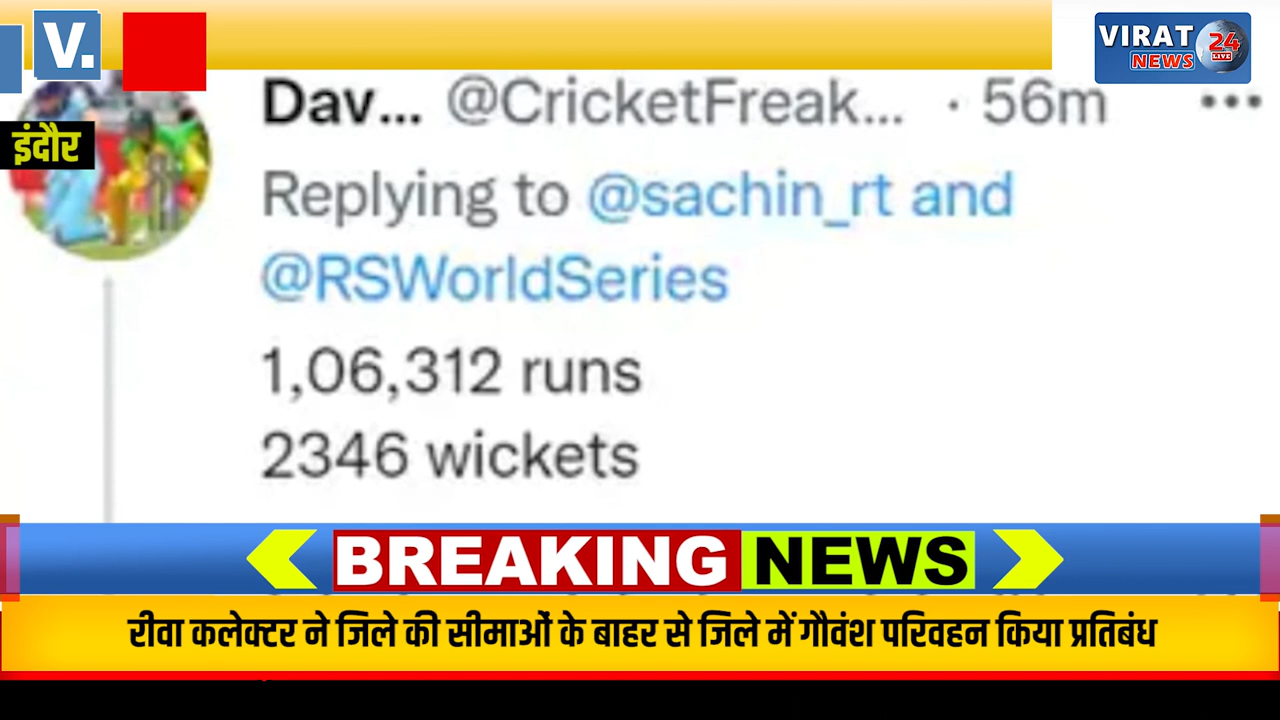 V.
VIRAT
NEWS
24
LIVE
Dav... @CricketFreak... · 56m
इंदौर
Replying to @sachin_rt and
@RSWorldSeries
1,06,312 runs
2346 wickets
BREAKING NEWS
रीवा कलेक्टर ने जिले की सीमाओं के बाहर से जिले में गौवंश परिवहन किया प्रतिबंध